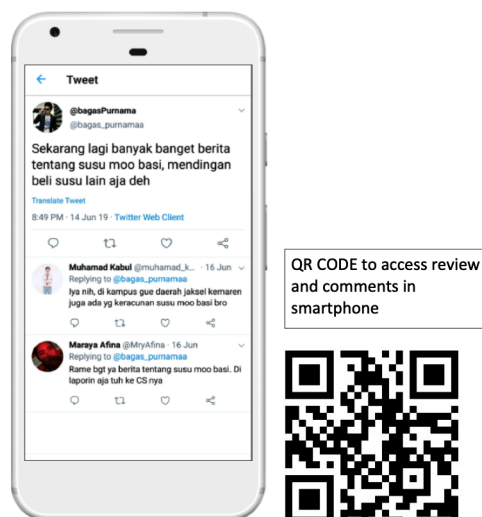 Tweet
@bagasPurnama
@bagas_purnamaa
Sekarang lagi banyak banget berita
tentang susu moo basi, mendingan
beli susu lain aja deh
Translate Tweet
8:49 PM · 14 Jun 19 · Twitter Web Client
Muhamad Kabul @muhamad_k... · 16 Jun
Replying to @bagas_purnamaa
Iya nih, di kampus gue daerah jaksel kemaren
juga ada yg keracunan susu moo basi bro
Maraya Afina @MryAfina · 16 Jun
Replying to @bagas_purnamaa
Rame bgt ya berita tentang susu moo basi. Di
laporin aja tuh ke CS nya
QR CODE to access review
and comments in
smartphone